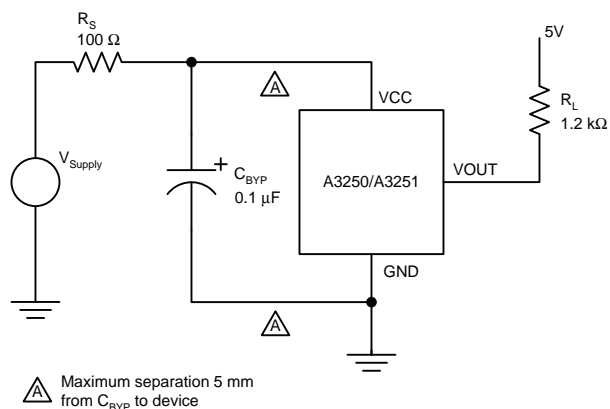 R_S
100 Ω
5V
A
VCC
R_L
1.2 kΩ
V_Supply
+
C_BYP
0.1 µF
A3250/A3251
VOUT
GND
A
A Maximum separation 5 mm
from C_BYP to device